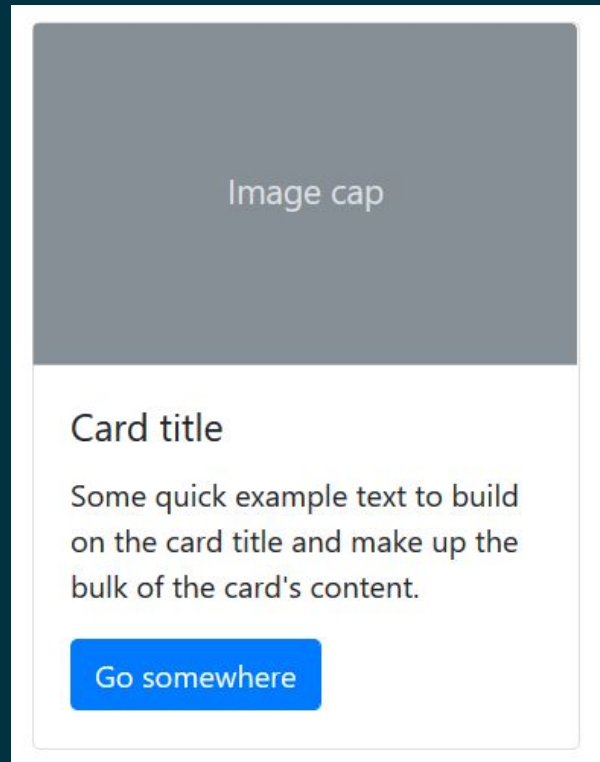 Image cap
Card title
Some quick example text to build
on the card title and make up the
bulk of the card's content.
Go somewhere